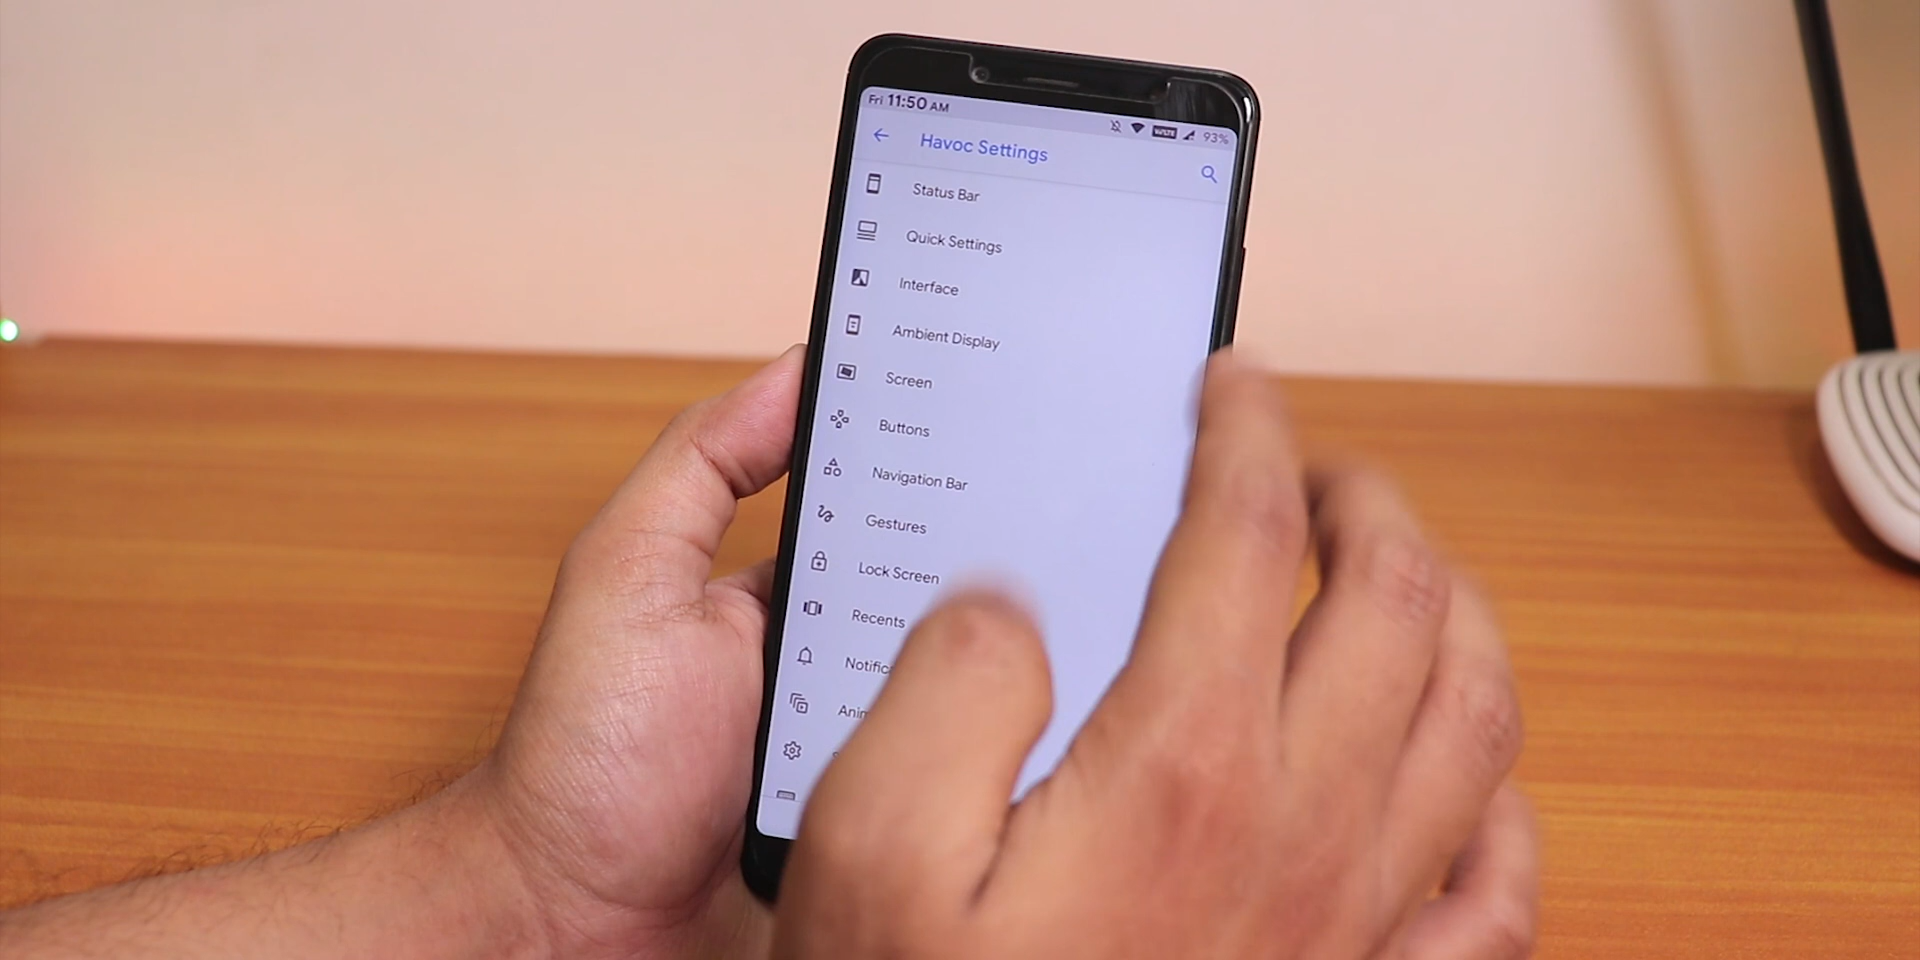 Fri 11:50 AM
VoLTE 93%
Havoc Settings
Status Bar
Quick Settings
Interface
Ambient Display
Screen
Buttons
Navigation Bar
Gestures
Lock Screen
Recents